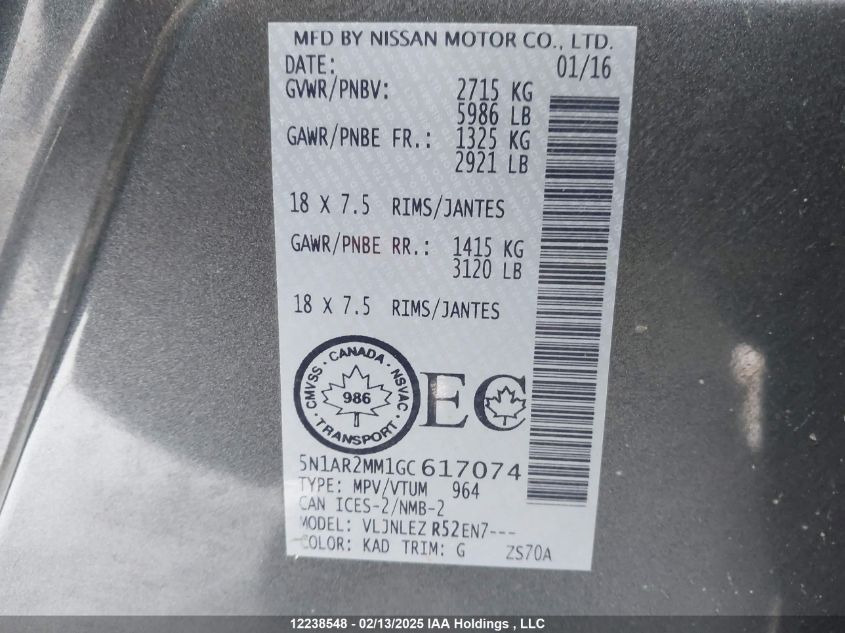 MFD BY NISSAN MOTOR CO., LTD.
DATE: 01/16
GVWR/PNBV: 2715 KG
5986 LB
GAWR/PNBE FR.: 1325 KG
2921 LB
18 X 7.5 RIMS/JANTES
GAWR/PNBE RR.: 1415 KG
3120 LB
18 X 7.5 RIMS/JANTES
CMVSS · CANADA · NSVAC · TRANSPORT ·
986
EC
5N1AR2MM1GC617074
TYPE: MPV/VTUM 964
CAN ICES-2/NMB-2
MODEL: VLJNLEZ R52EN7---
COLOR: KAD TRIM: G ZS70A
12238548 - 02/13/2025 IAA Holdings , LLC